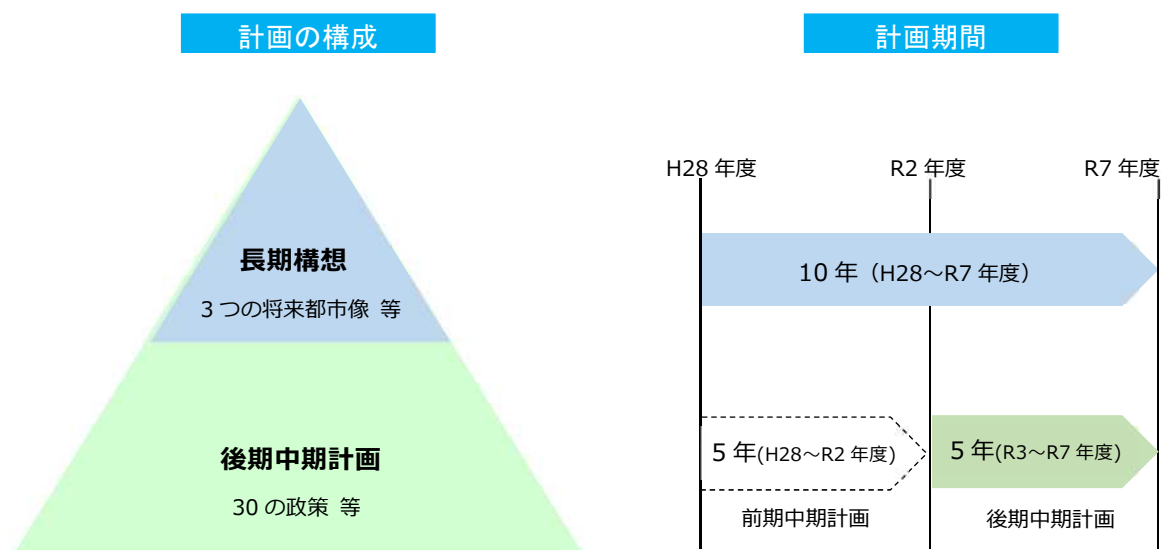 計画の構成
長期構想
3 つの将来都市像 等
後期中期計画
30 の政策 等
計画期間
H28 年度
R2 年度
R7 年度
10 年（H28～R7 年度）
5 年(H28～R2 年度)
5 年(R3～R7 年度)
前期中期計画
後期中期計画